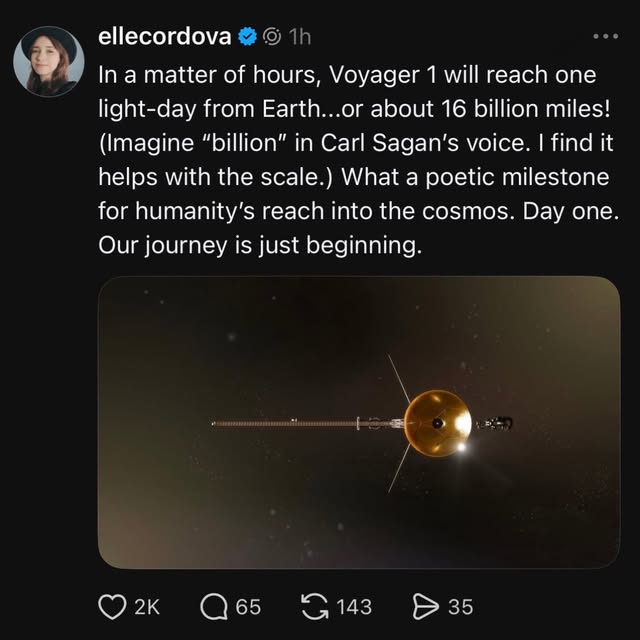 ellecordova 1h
In a matter of hours, Voyager 1 will reach one
light-day from Earth...or about 16 billion miles!
(Imagine “billion” in Carl Sagan’s voice. I find it
helps with the scale.) What a poetic milestone
for humanity’s reach into the cosmos. Day one.
Our journey is just beginning.
2K 65 143 35